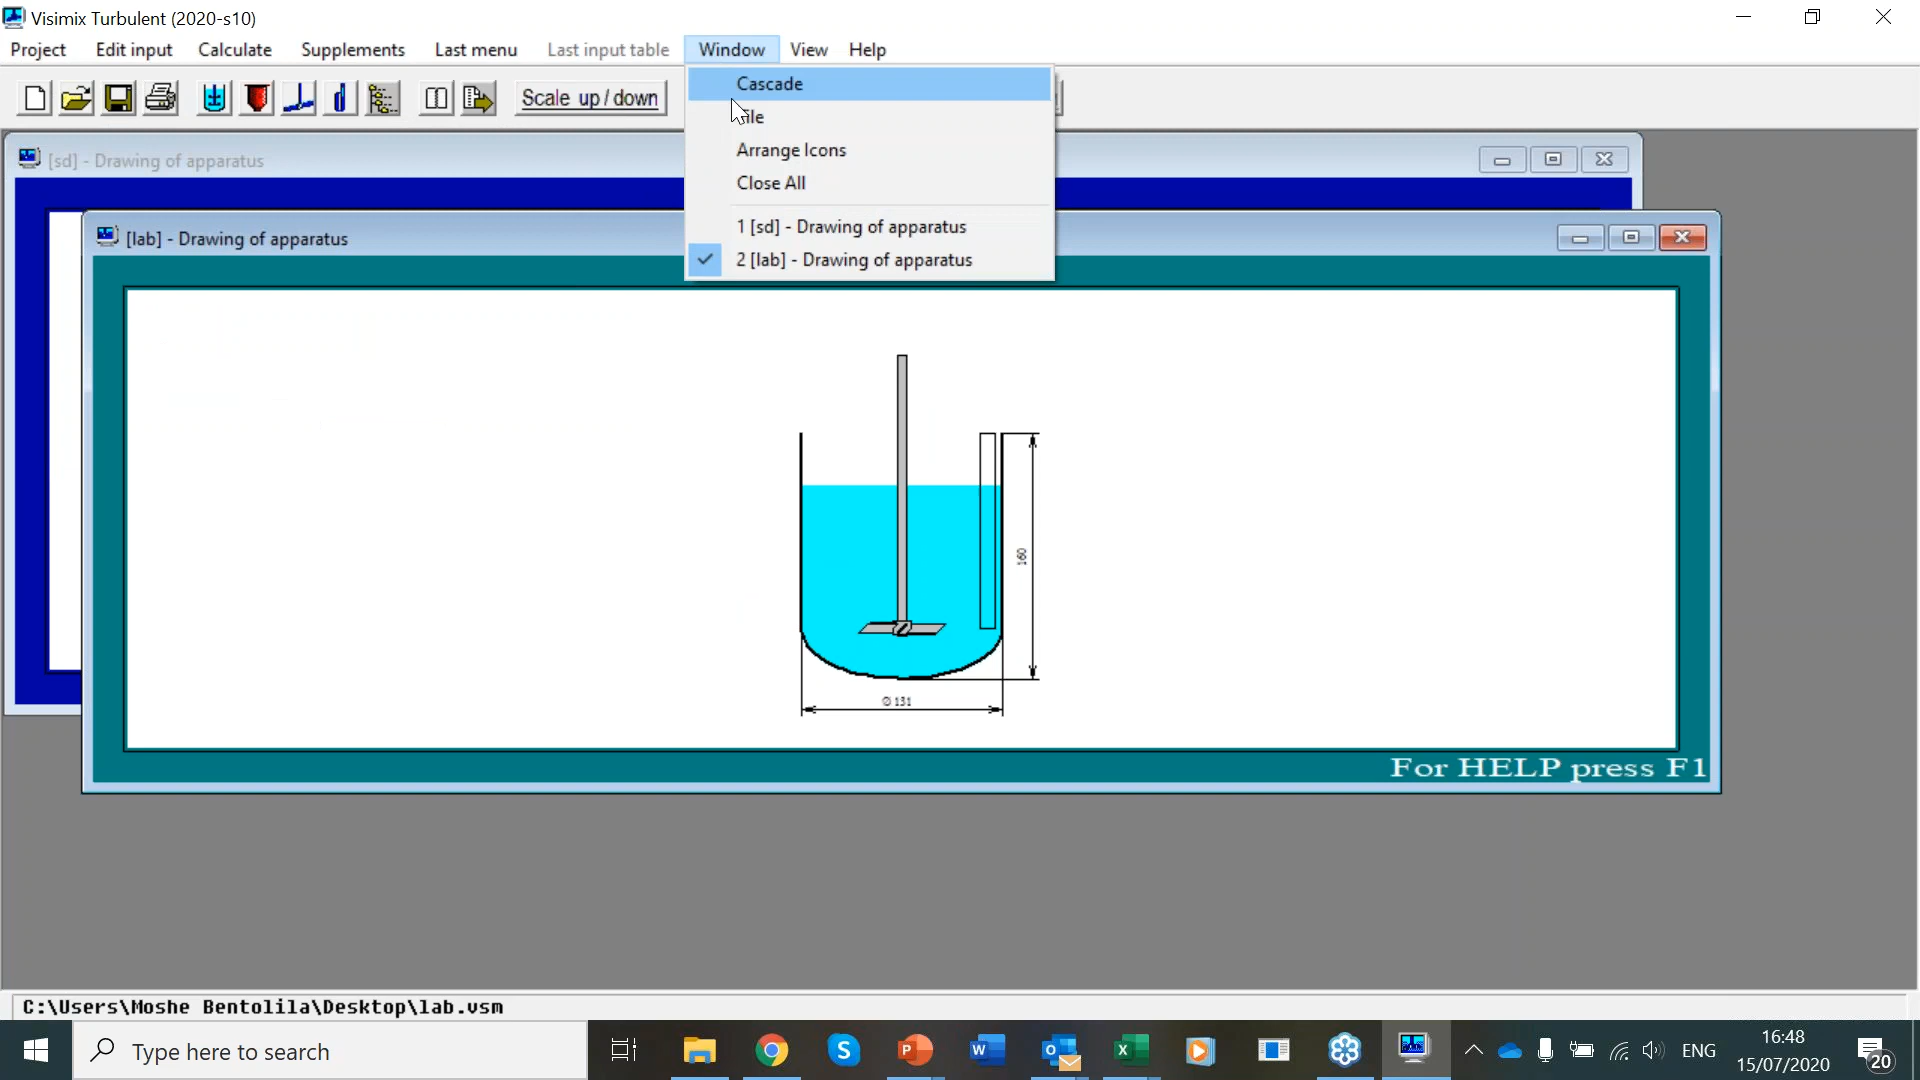 Visimix Turbulent (2020-s10)
Project Edit input Calculate Supplements Last menu Last input table Window View Help
Scale up/down
Cascade
Arrange Icons
Close All
1 [sd] - Drawing of apparatus
2 [lab] - Drawing of apparatus
[sd] - Drawing of apparatus
[lab] - Drawing of apparatus
160
Ø 131
For HELP press F1
C:\Users\Moshe Bentolila\Desktop\lab.vsm
Type here to search
ENG
16:48
15/07/2020
20